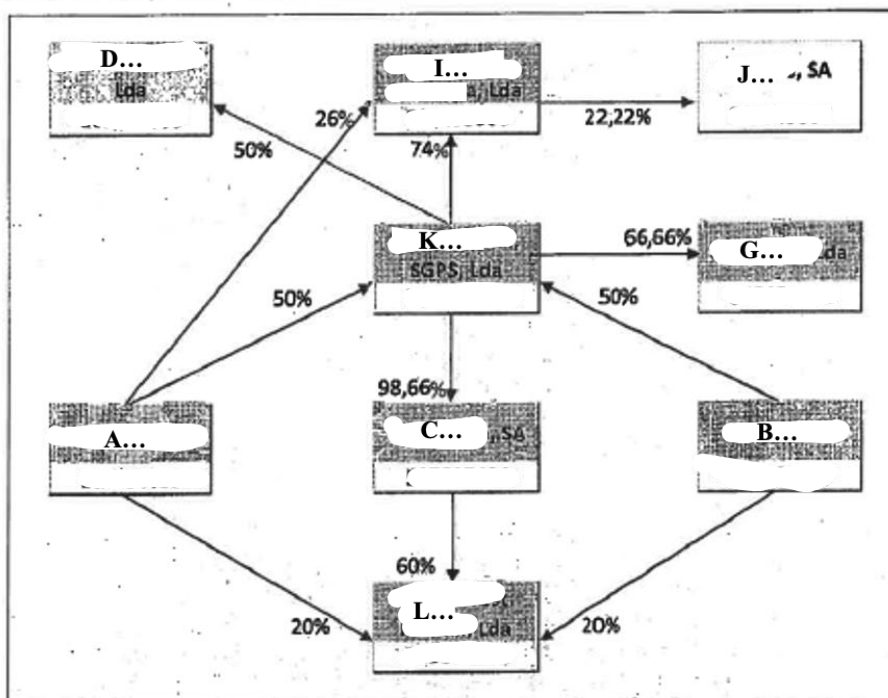 D...
Lda
I...
A, Lda
J... , SA
26%
22,22%
50%
74%
K...
SGPS, Lda
66,66%
G... Lda
50%
50%
98,66%
A...
C... , SA
B...
60%
L...
Lda
20%
20%